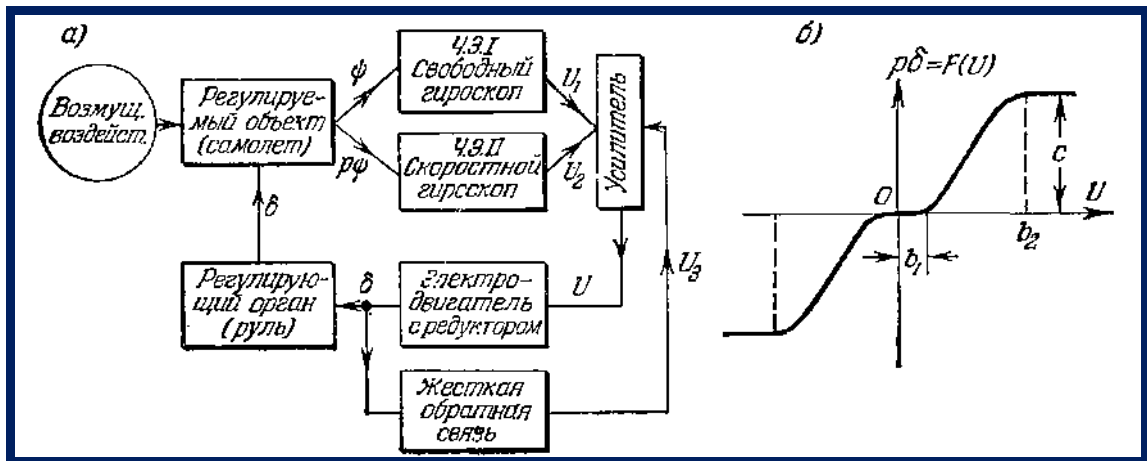 а)
Возмущ.
воздейст.
Регулируе-
мый объект
(самолет)
ψ
pψ
Ч.Э.I
Свободный
гироскоп
Ч.Э.II
Скоростной
гирсскоп
U₁
U₂
Усилитель
δ
Регулирую-
щий орган
(руль)
δ
Электро-
двигатель
с редуктором
U
U₃
Жесткая
обратная
связь
б)
pδ=F(U)
c
O
U
b₁
b₂